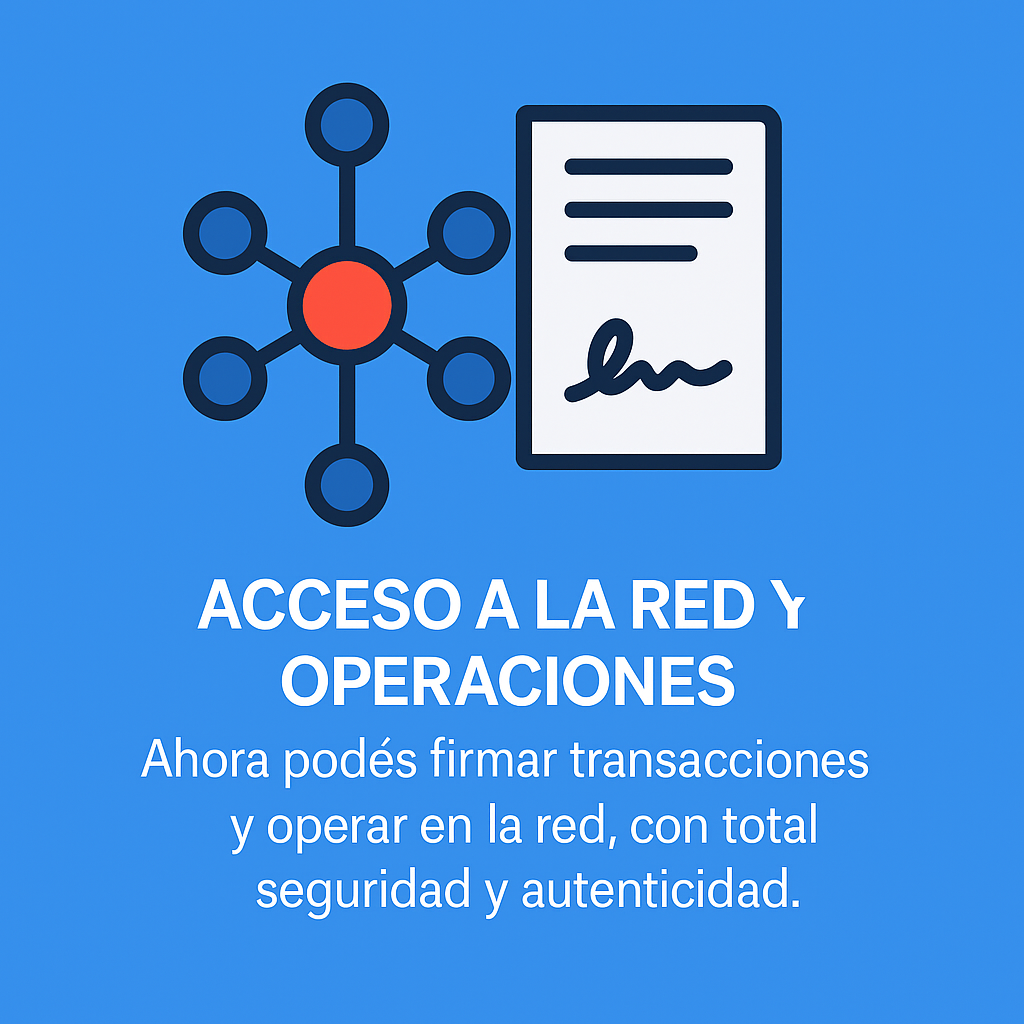 ACCESO A LA RED Y
OPERACIONES
Ahora podés firmar transacciones
y operar en la red, con total
seguridad y autenticidad.